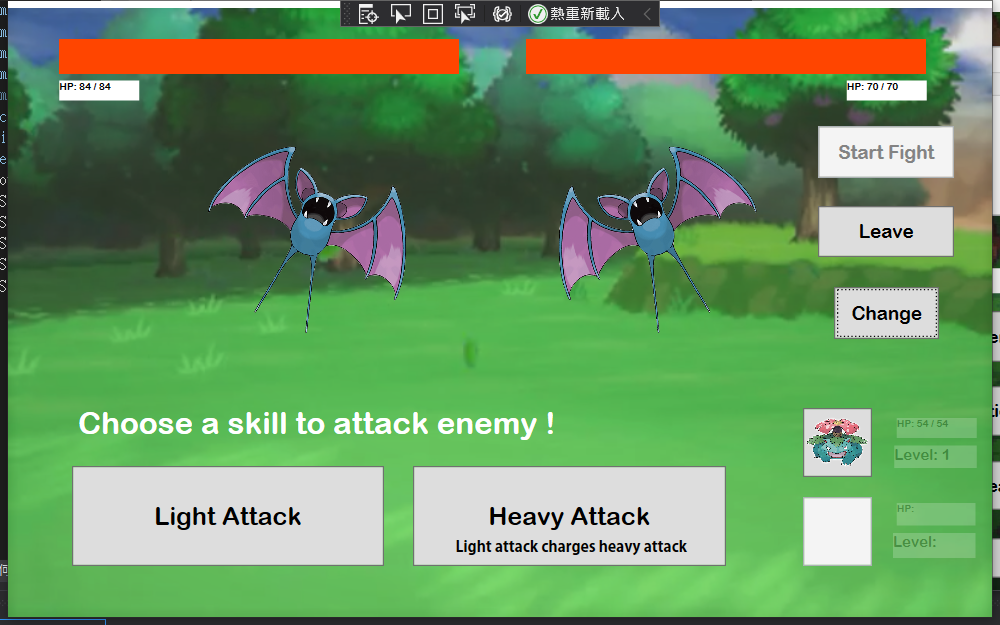 熱重新載入
HP: 84 / 84
HP: 70 / 70
Start Fight
Leave
Change
Choose a skill to attack enemy !
HP: 54 / 54
Level: 1
Light Attack
Heavy Attack
Light attack charges heavy attack
HP:
Level: